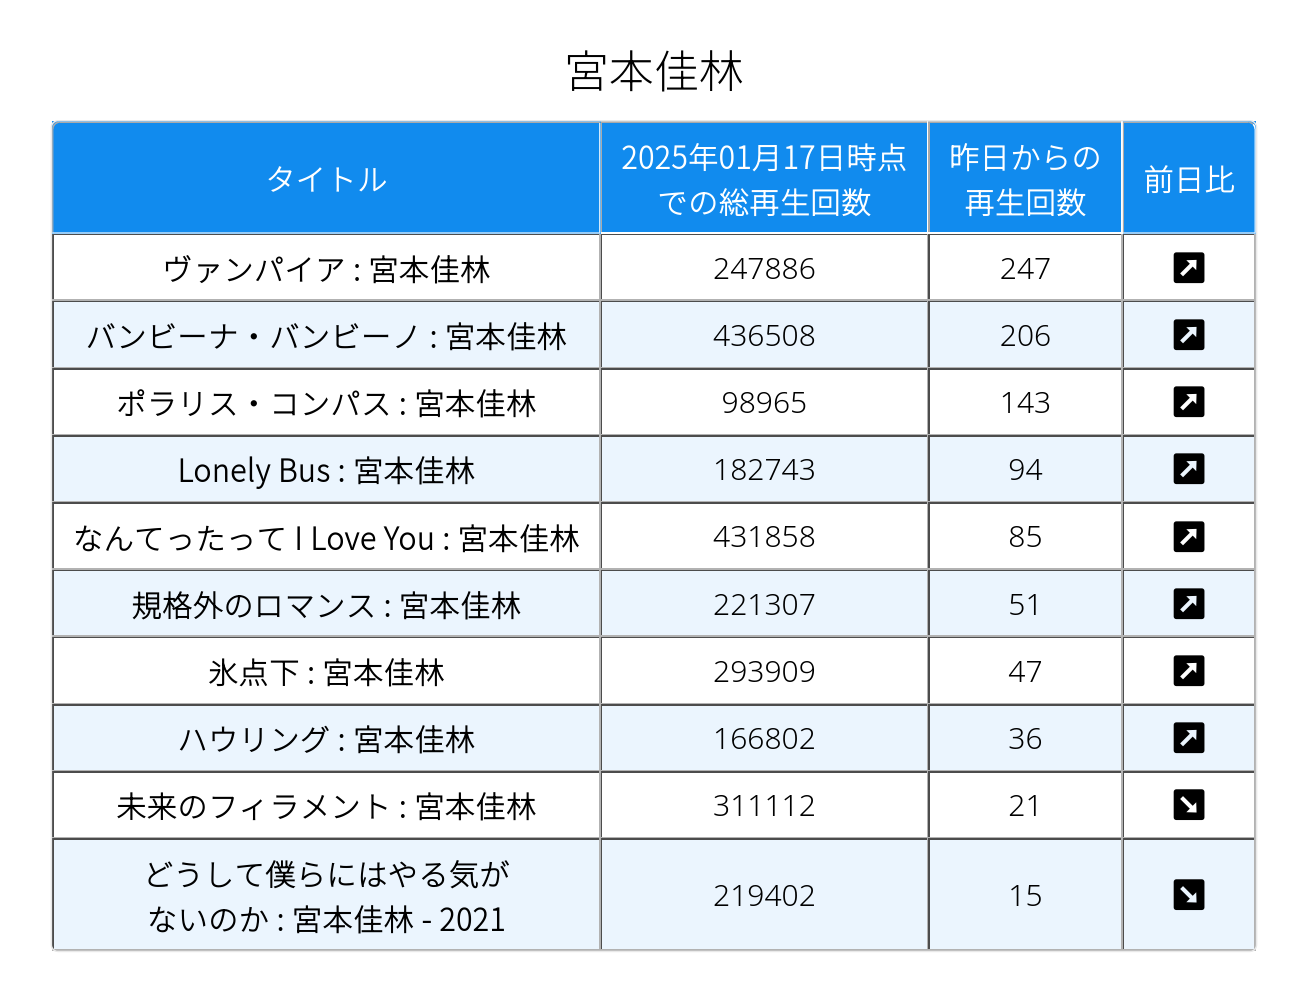 宮本佳林
タイトル
2025年01月17日時点
での総再生回数
昨日からの
再生回数
前日比
ヴァンパイア : 宮本佳林 247886 247
バンビーナ・バンビーノ : 宮本佳林 436508 206
ポラリス・コンパス : 宮本佳林 98965 143
Lonely Bus : 宮本佳林 182743 94
なんてったって I Love You : 宮本佳林 431858 85
規格外のロマンス : 宮本佳林 221307 51
氷点下 : 宮本佳林 293909 47
ハウリング : 宮本佳林 166802 36
未来のフィラメント : 宮本佳林 311112 21
どうして僕らにはやる気が
ないのか : 宮本佳林 - 2021 219402 15